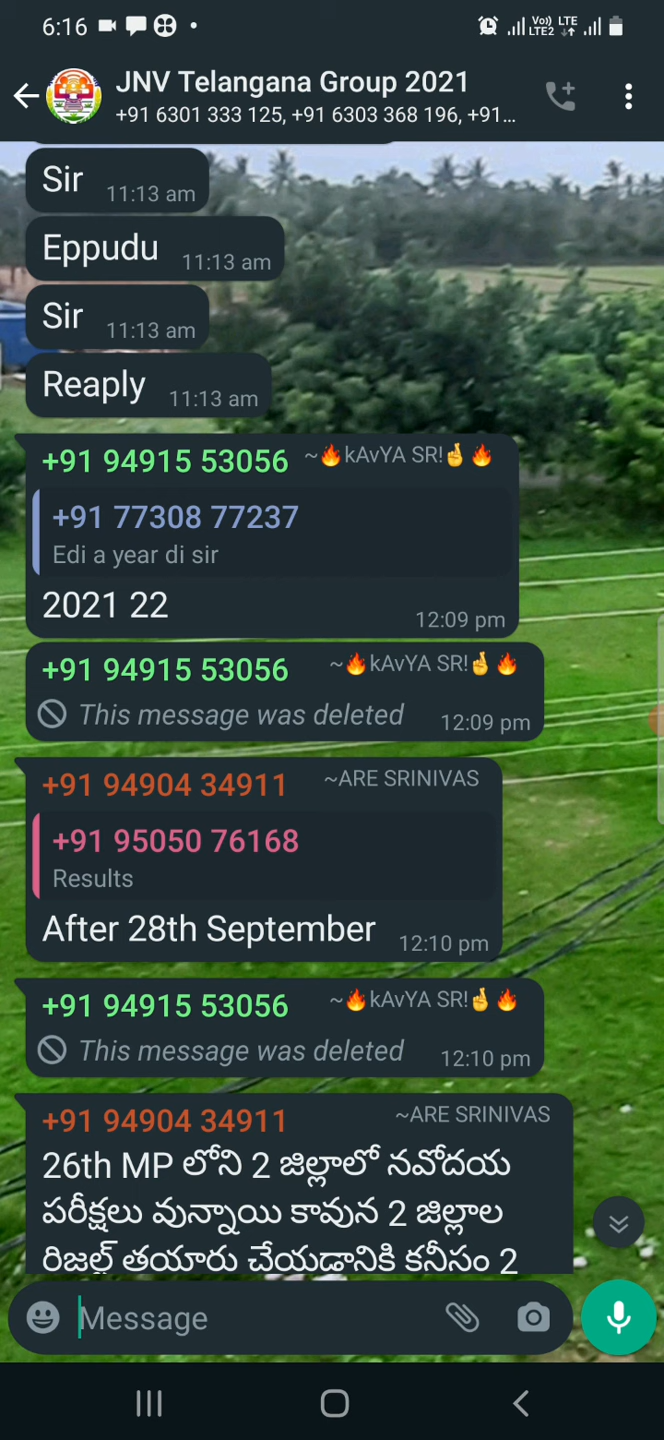 6:16
Vo)) LTE
LTE2
JNV Telangana Group 2021
+91 6301 333 125, +91 6303 368 196, +91...
Sir 11:13 am
Eppudu 11:13 am
Sir 11:13 am
Reaply 11:13 am
+91 94915 53056 ~🔥kAvYA SR!🤞🔥
+91 77308 77237
Edi a year di sir
2021 22 12:09 pm
+91 94915 53056 ~🔥kAvYA SR!🤞🔥
This message was deleted 12:09 pm
+91 94904 34911 ~ARE SRINIVAS
+91 95050 76168
Results
After 28th September 12:10 pm
+91 94915 53056 ~🔥kAvYA SR!🤞🔥
This message was deleted 12:10 pm
+91 94904 34911 ~ARE SRINIVAS
26th MP లోని 2 జిల్లాలో నవోదయ
పరీక్షలు వున్నాయి కావున 2 జిల్లాల
రిజల్ట్ తయారు చేయడానికి కనీసం 2
Message